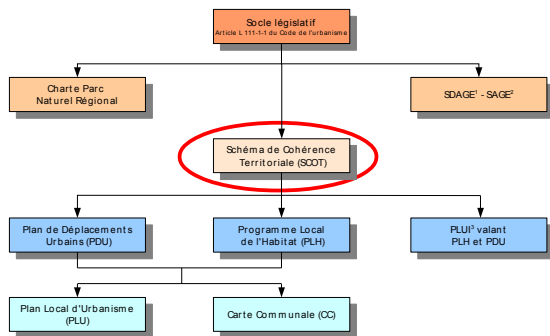 Socle législatif
Article L 111-1-1 du Code de l'urbanisme
Charte Parc
Naturel Régional
SDAGE¹ - SAGE²
Schéma de Cohérence
Territoriale (SCOT)
Plan de Déplacements
Urbains (PDU)
Programme Local
de l'Habitat (PLH)
PLUI³ valant
PLH et PDU
Plan Local d'Urbanisme
(PLU)
Carte Communale (CC)